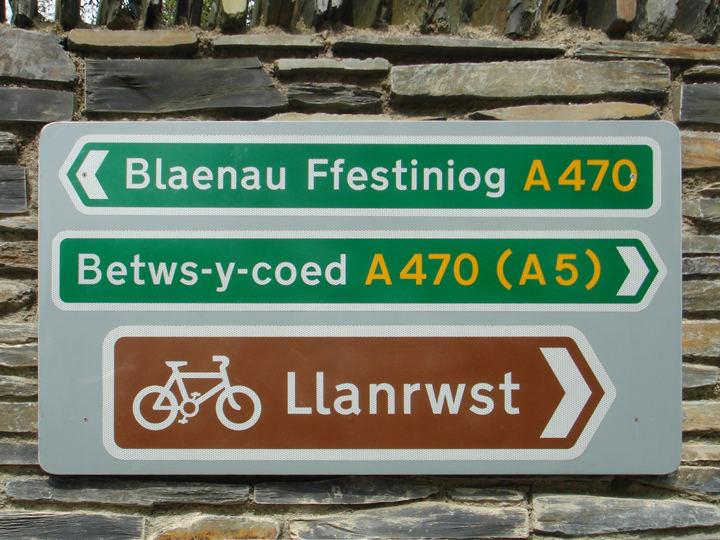 Blaenau Ffestiniog A470
Betws-y-coed A470 (A5)
Llanrwst